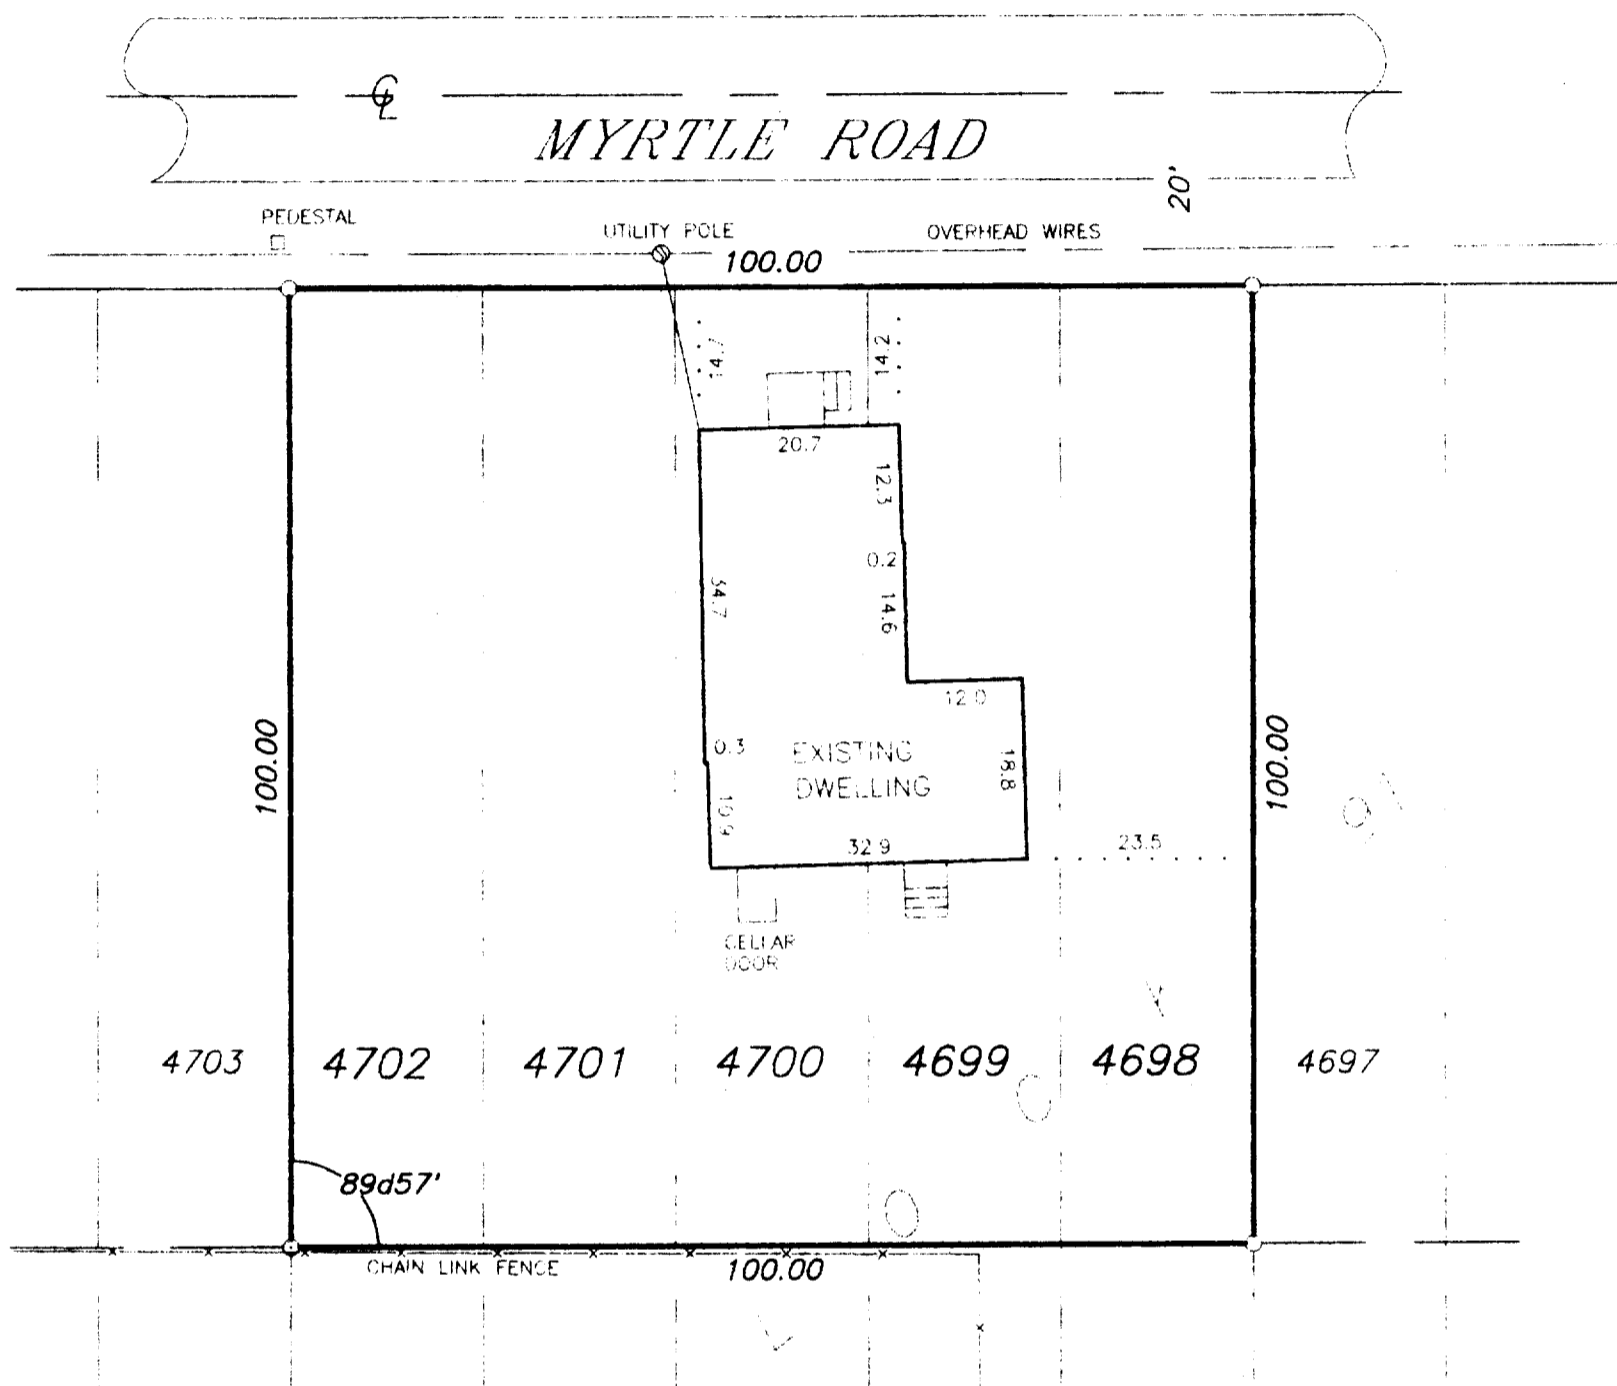 ℄
MYRTLE ROAD
20'
PEDESTAL
UTILITY POLE
OVERHEAD WIRES
100.00
14.7
14.2
20.7
12.3
0.2
34.7
14.6
12.0
100.00
0.3
EXISTING
DWELLING
18.8
100.00
10.9
32.9
23.5
CELLAR
DOOR
4703
4702
4701
4700
4699
4698
4697
89d57'
CHAIN LINK FENCE
100.00